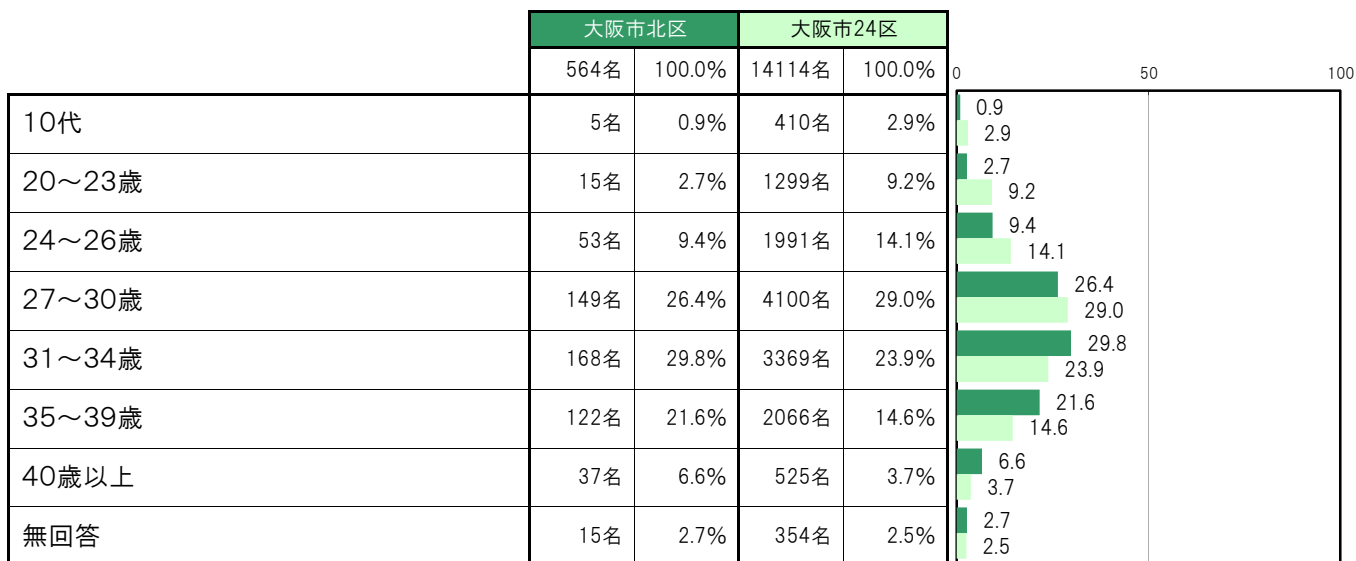 大阪市北区 大阪市24区
564名 100.0% 14114名 100.0% 0 50 100
10代 5名 0.9% 410名 2.9% 0.9
2.9
20～23歳 15名 2.7% 1299名 9.2% 2.7
9.2
24～26歳 53名 9.4% 1991名 14.1% 9.4
14.1
27～30歳 149名 26.4% 4100名 29.0% 26.4
29.0
31～34歳 168名 29.8% 3369名 23.9% 29.8
23.9
35～39歳 122名 21.6% 2066名 14.6% 21.6
14.6
40歳以上 37名 6.6% 525名 3.7% 6.6
3.7
無回答 15名 2.7% 354名 2.5% 2.7
2.5